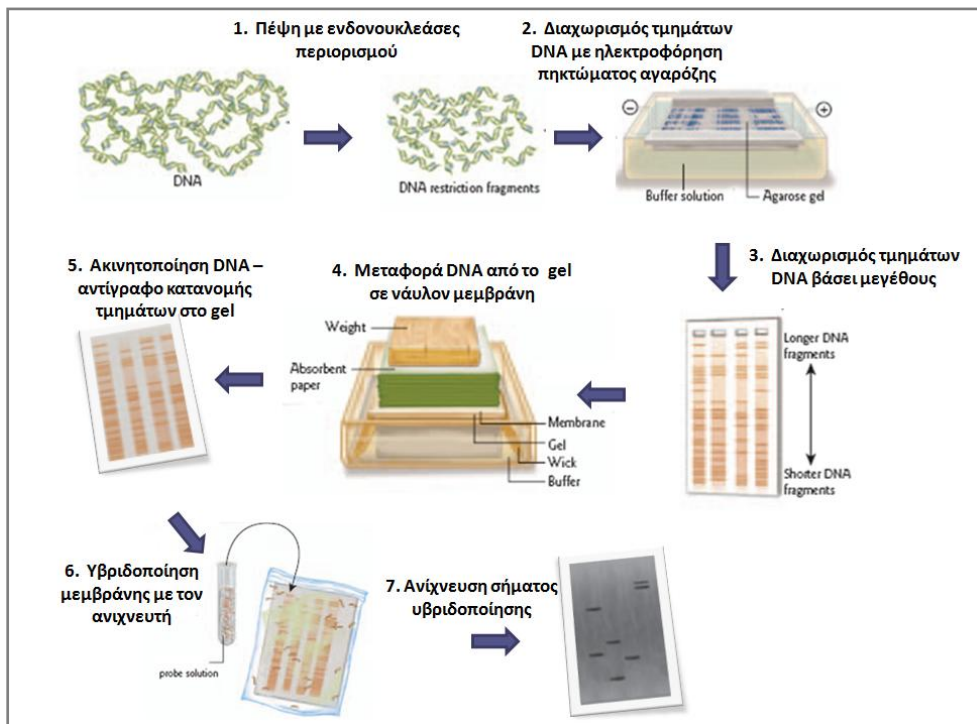 1. Πέψη με ενδονουκλεάσες
περιορισμού
2. Διαχωρισμός τμημάτων
DNA με ηλεκτροφόρηση
πηκτώματος αγαρόζης
DNA
DNA restriction fragments
Buffer solution
Agarose gel
3. Διαχωρισμός τμημάτων
DNA βάσει μεγέθους
Longer DNA
fragments
Shorter DNA
fragments
4. Μεταφορά DNA από το gel
σε νάυλον μεμβράνη
Weight
Absorbent
paper
Membrane
Gel
Wick
Buffer
5. Ακινητοποίηση DNA –
αντίγραφο κατανομής
τμημάτων στο gel
6. Υβριδοποίηση
μεμβράνης με τον
ανιχνευτή
probe solution
7. Ανίχνευση σήματος
υβριδοποίησης